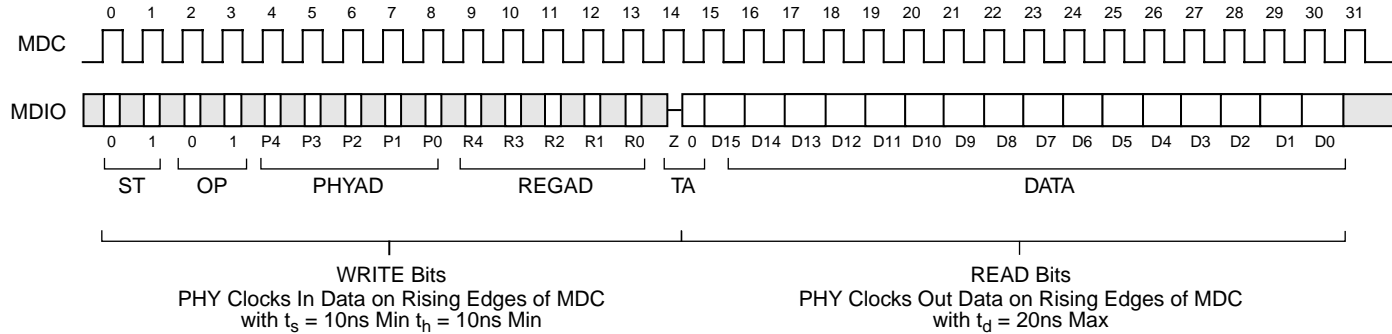 0 1 2 3 4 5 6 7 8 9 10 11 12 13 14 15 16 17 18 19 20 21 22 23 24 25 26 27 28 29 30 31
MDC
MDIO
0 1 0 1 P4 P3 P2 P1 P0 R4 R3 R2 R1 R0 Z 0 D15 D14 D13 D12 D11 D10 D9 D8 D7 D6 D5 D4 D3 D2 D1 D0
ST OP PHYAD REGAD TA DATA
WRITE Bits
PHY Clocks In Data on Rising Edges of MDC
with ts = 10ns Min th = 10ns Min
READ Bits
PHY Clocks Out Data on Rising Edges of MDC
with td = 20ns Max